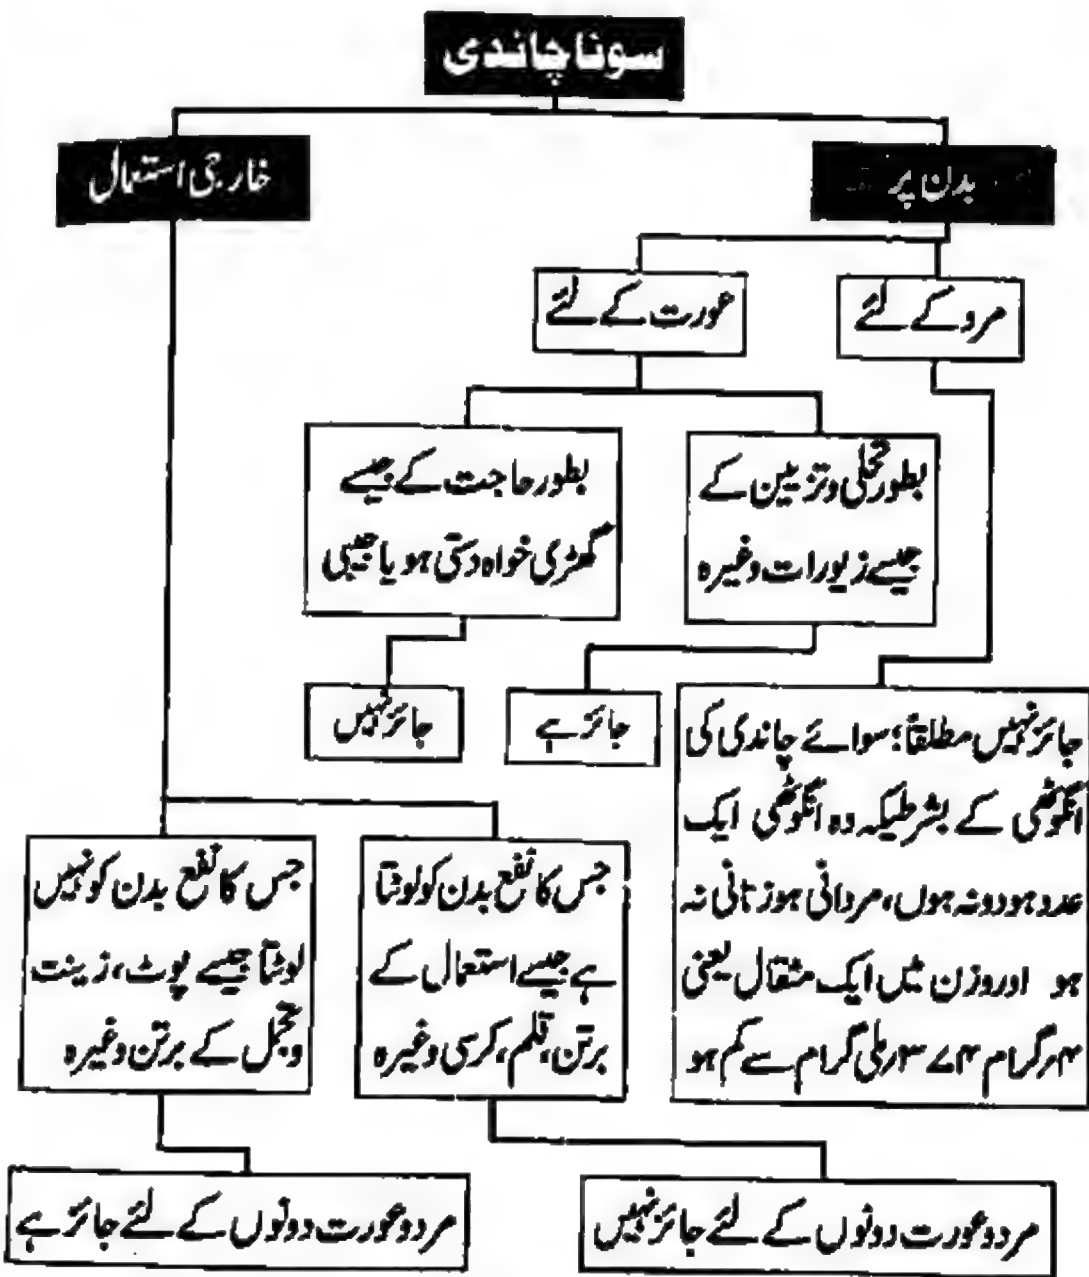 سونا چاندی
بدن پر
خارجی استعمال
مرد کے لئے
عورت کے لئے
بطور تحلی و تزیین کے
جیسے زیورات وغیرہ
بطور حاجت کے جیسے
گھڑی خواہ دستی ہو یا جیبی
جائز ہے
جائز نہیں
جائز نہیں مطلقاً؛ سوائے چاندی کی
انگوٹھی کے بشرطیکہ وہ انگوٹھی ایک
عدد ہو دو نہ ہوں، مردانی ہو زنانی نہ
ہو اور وزن میں ایک مثقال یعنی
۴؍گرام ۳۷۴؍ملی گرام سے کم ہو
جس کا نفع بدن کو لوٹتا
ہے جیسے استعمال کے
برتن، قلم، کرسی وغیرہ
جس کا نفع بدن کو نہیں
لوٹتا جیسے پوٹ، زینت
و تجمل کے برتن وغیرہ
مرد و عورت دونوں کے لئے جائز نہیں
مرد و عورت دونوں کے لئے جائز ہے